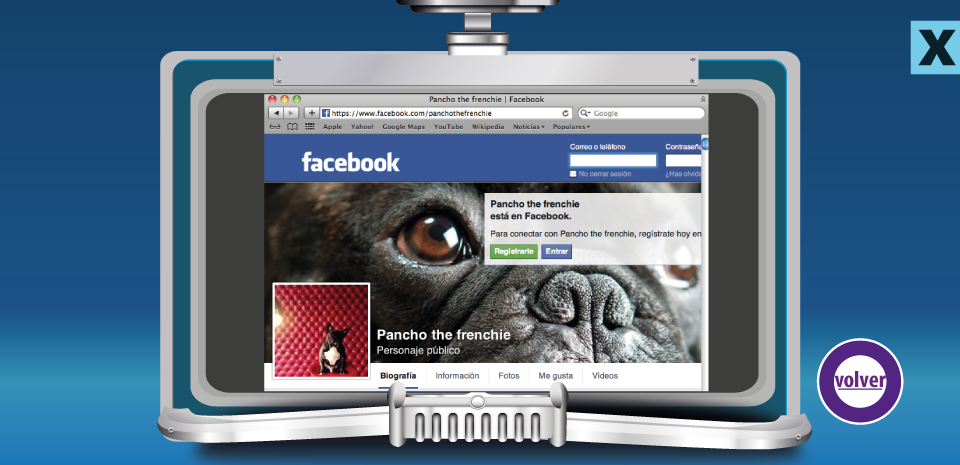 X
Pancho the frenchie | Facebook
https://www.facebook.com/panchothefrenchie
Google
Apple Yahoo! Google Maps YouTube Wikipedia Noticias Populares
facebook
Correo o teléfono
Contraseña
No cerrar sesión
¿Has olvida
Pancho the frenchie
está en Facebook.
Para conectar con Pancho the frenchie, regístrate hoy en
Registrarte Entrar
Pancho the frenchie
Personaje público
Biografía Información Fotos Me gusta Vídeos
volver